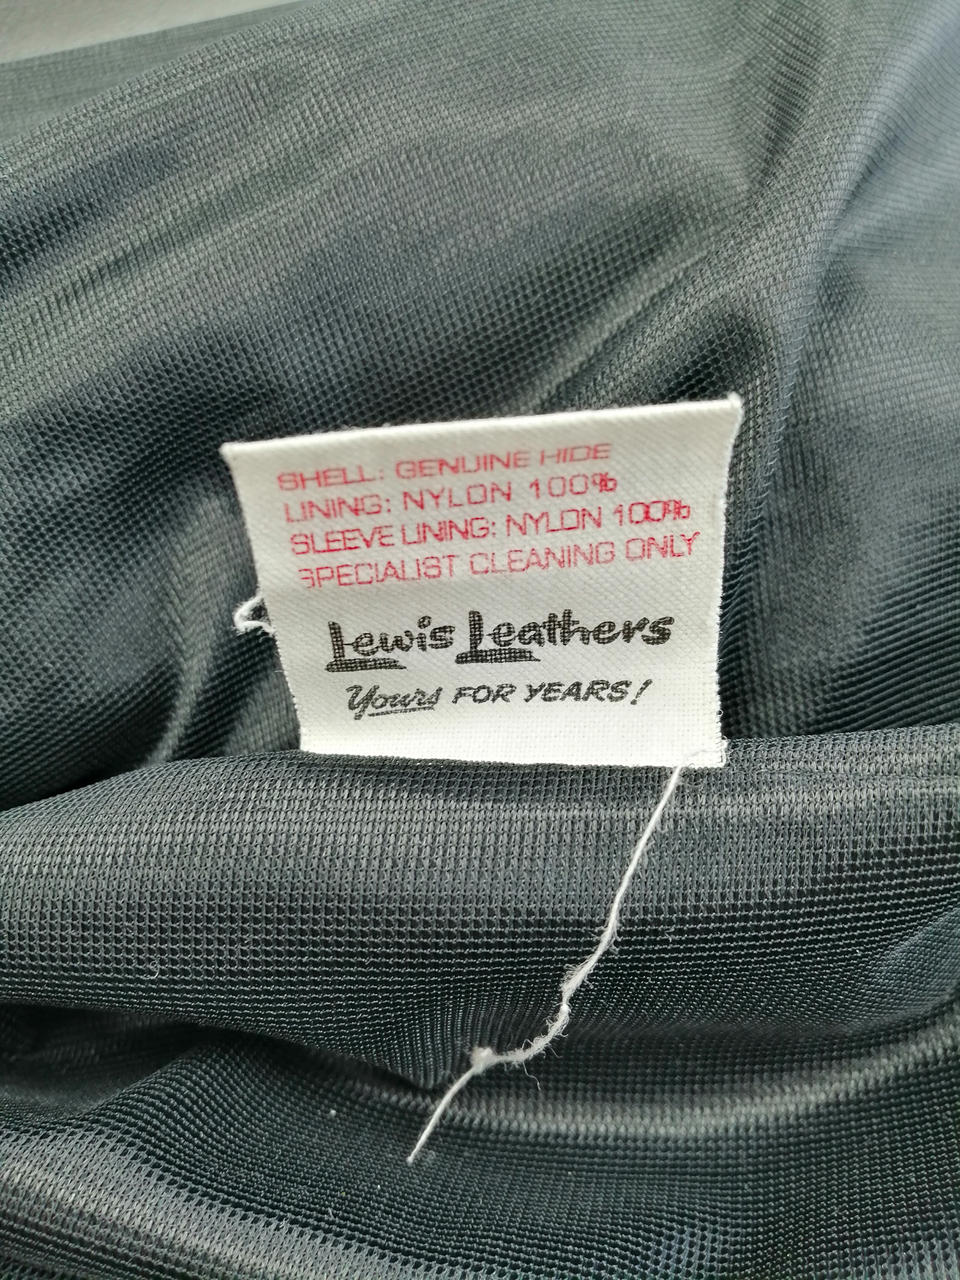 SHELL: GENUINE HIDE
LINING: NYLON 100%
SLEEVE LINING: NYLON 100%
SPECIALIST CLEANING ONLY
Lewis Leathers
Yours FOR YEARS!